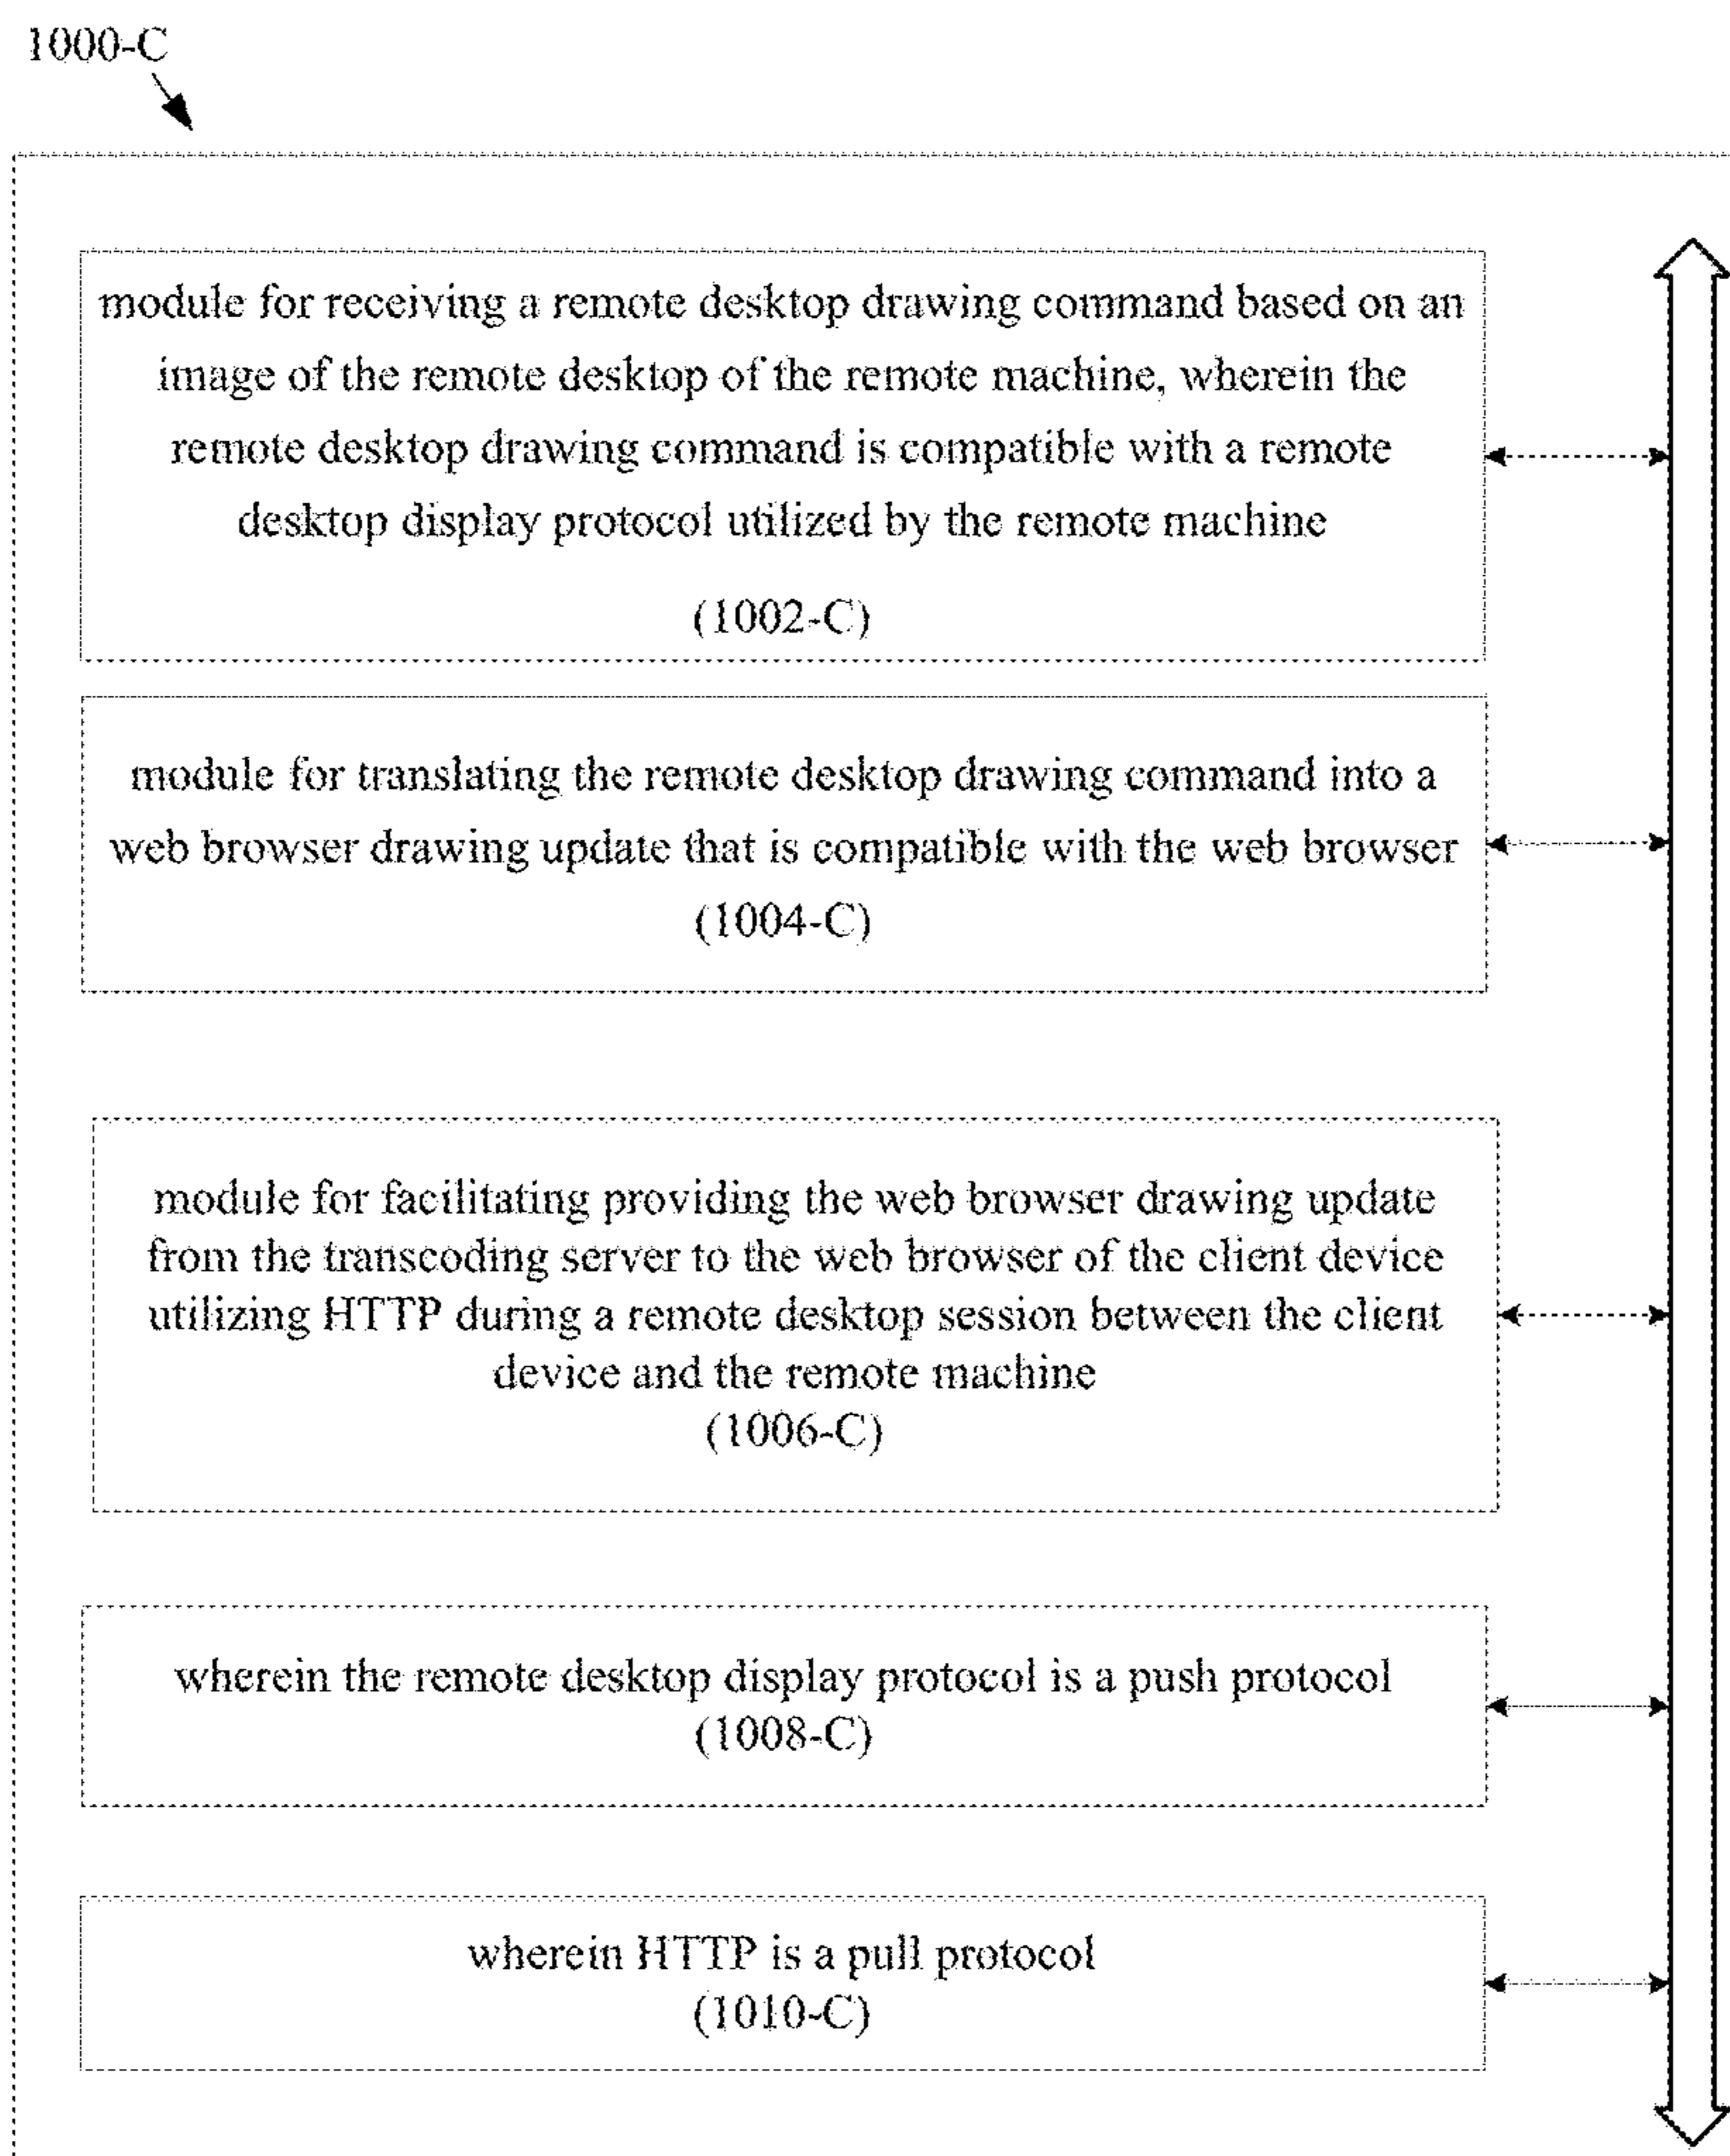 1000-C
module for receiving a remote desktop drawing command based on an
image of the remote desktop of the remote machine, wherein the
remote desktop drawing command is compatible with a remote
desktop display protocol utilized by the remote machine
(1002-C)
module for translating the remote desktop drawing command into a
web browser drawing update that is compatible with the web browser
(1004-C)
module for facilitating providing the web browser drawing update
from the transcoding server to the web browser of the client device
utilizing HTTP during a remote desktop session between the client
device and the remote machine
(1006-C)
wherein the remote desktop display protocol is a push protocol
(1008-C)
wherein HTTP is a pull protocol
(1010-C)